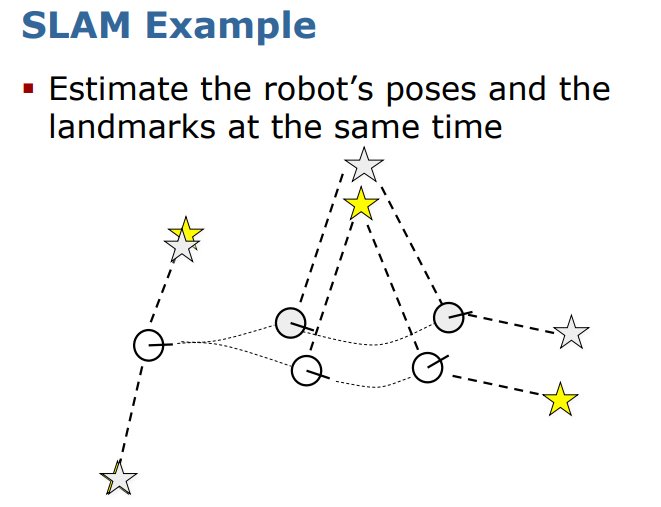 SLAM Example
▪ Estimate the robot’s poses and the
landmarks at the same time